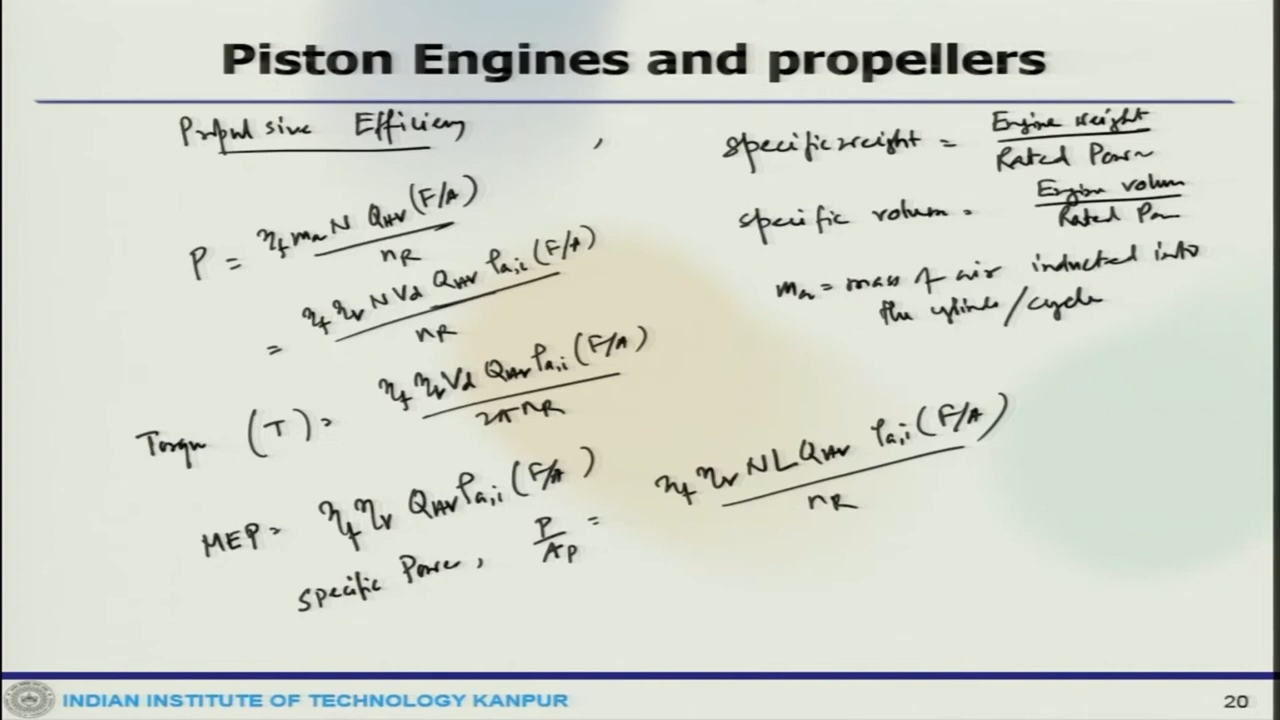 Piston Engines and propellers
Propulsive Efficiency ,
P = η_f m_a N Q_HV (F/A) / n_R
= η_f η_v N V_d Q_HV ρ_a,i (F/A) / n_R
Torque (T) = η_f η_v V_d Q_HV ρ_a,i (F/A) / 2π n_R
MEP = η_f η_v Q_HV ρ_a,i (F/A)
Specific Power, P / A_P = η_f η_v N L Q_HV ρ_a,i (F/A) / n_R
Specific weight = Engine weight / Rated Power
Specific volume = Engine volume / Rated Power
m_a = mass of air inducted into
the cylinder / cycle
INDIAN INSTITUTE OF TECHNOLOGY KANPUR
20